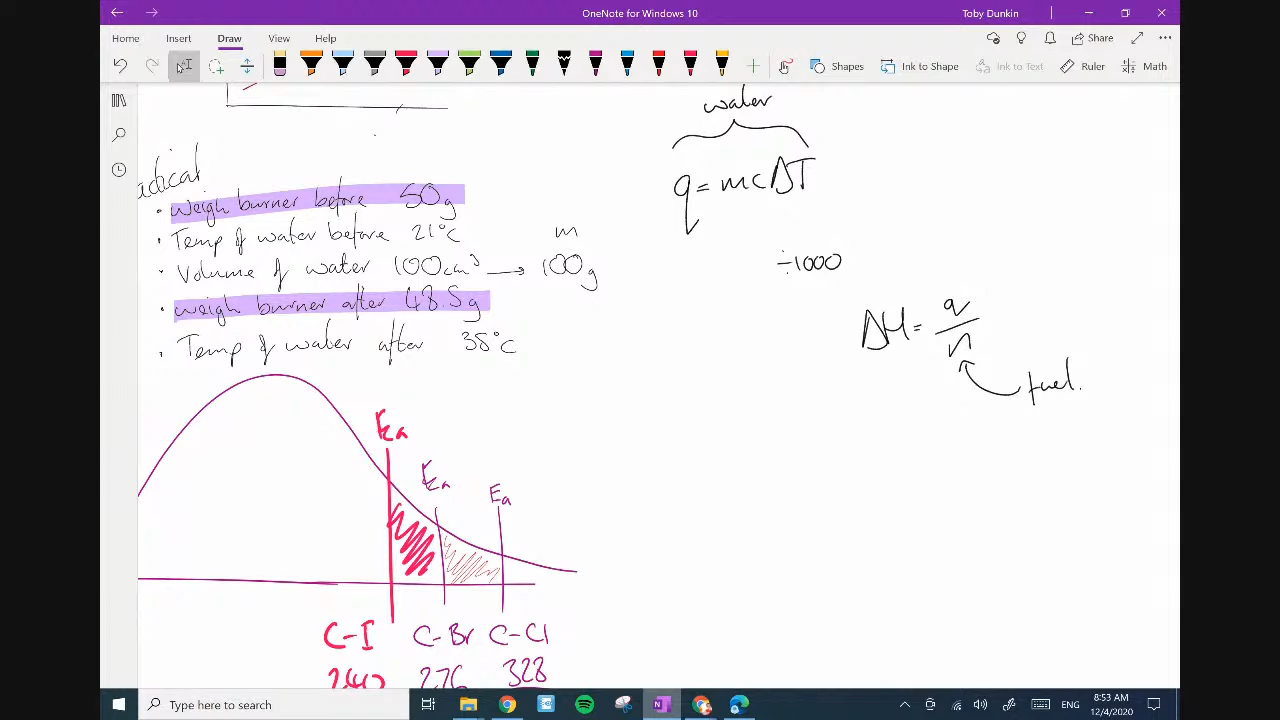 OneNote for Windows 10
Toby Dunkin
Home Insert Draw View Help Share
Shapes Ink to Shape Ink to Text Ruler Math
water
q = mcΔT
actical
· Weigh burner before 50g
· Temp of water before 21°C
m
· Volume of water 100cm³ → 100g
÷1000
· weigh burner after 48.5g
ΔH = q/n
· Temp of water after 38°C
fuel.
Ea
Ea
Ea
C-I C-Br C-Cl
240 276 328
Type here to search
8:53 AM
12/4/2020